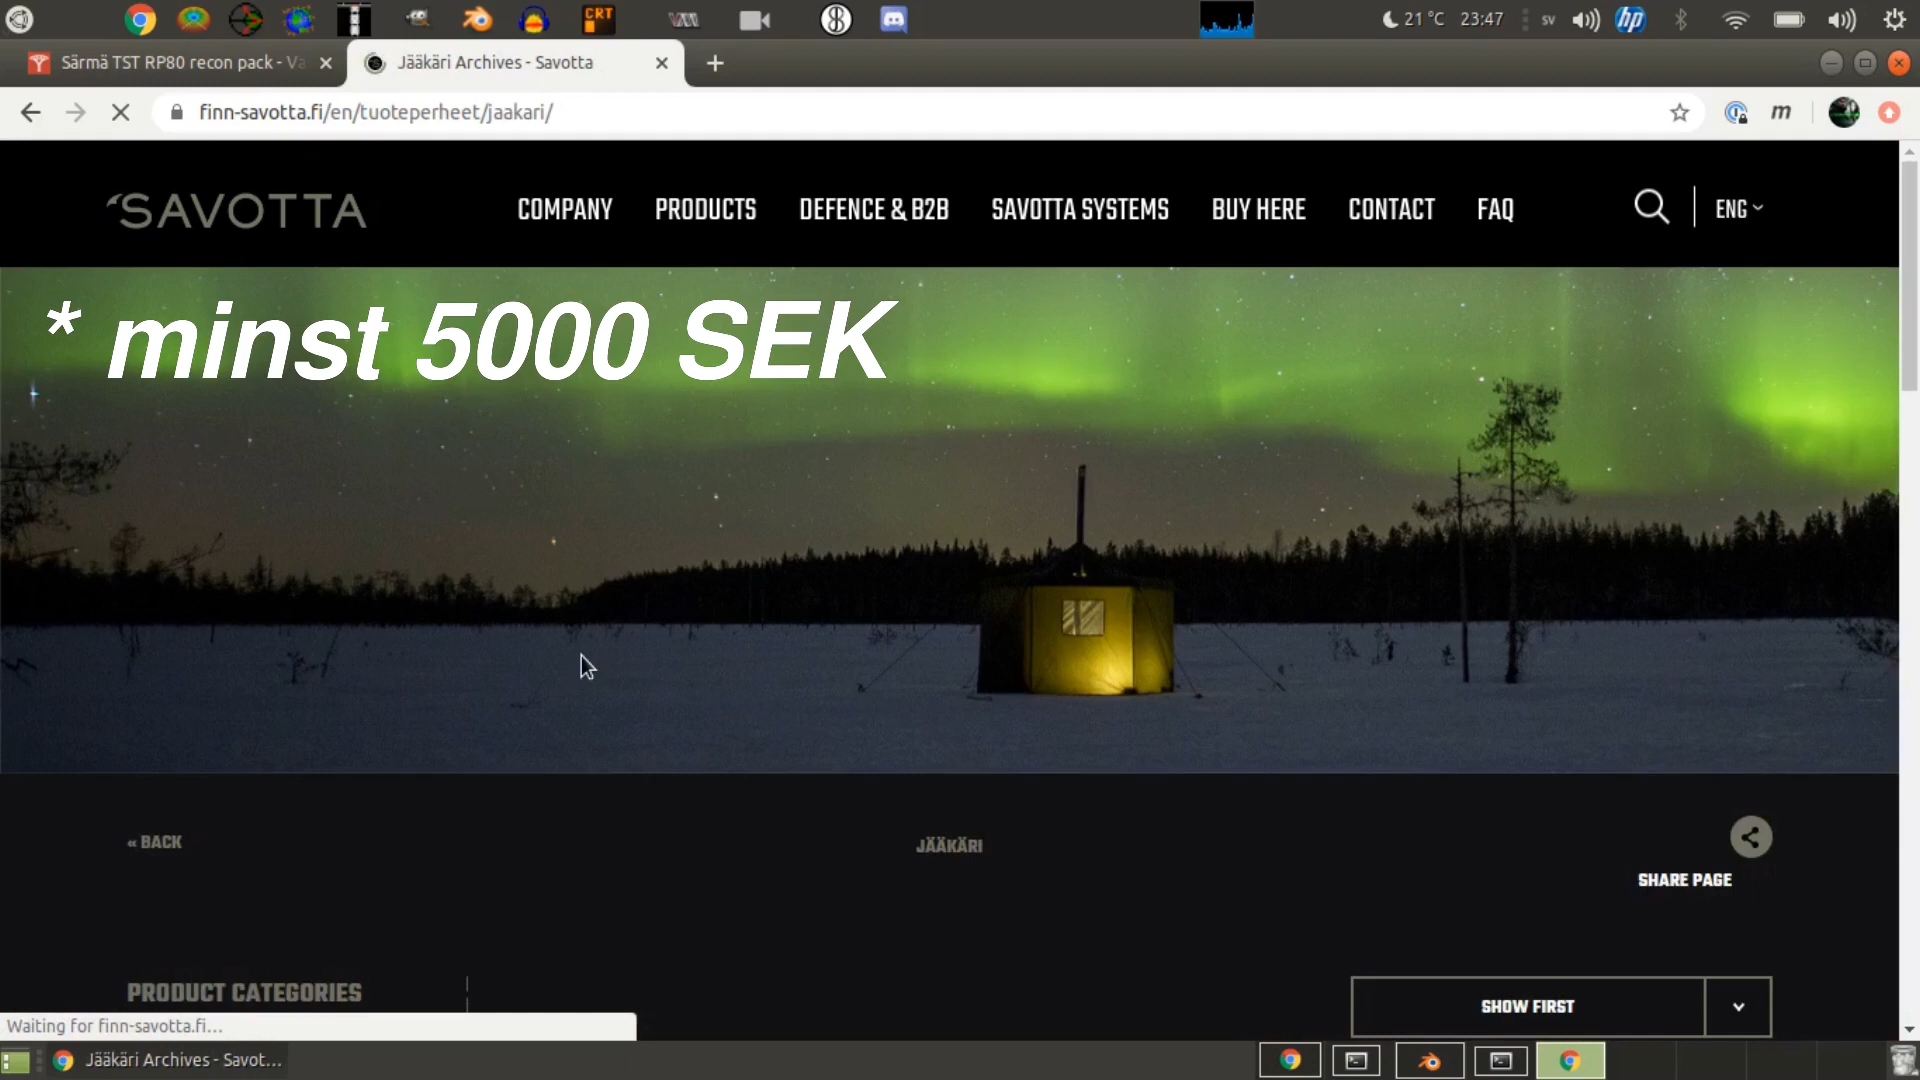 CRT
21 °C
23:47
sv
hp
Särmä TST RP80 recon pack - Va
Jääkäri Archives - Savotta
finn-savotta.fi/en/tuoteperheet/jaakari/
m
SAVOTTA
COMPANY
PRODUCTS
DEFENCE & B2B
SAVOTTA SYSTEMS
BUY HERE
CONTACT
FAQ
ENG
* minst 5000 SEK
« BACK
JÄÄKÄRI
SHARE PAGE
PRODUCT CATEGORIES
SHOW FIRST
Waiting for finn-savotta.fi...
Jääkäri Archives - Savot...